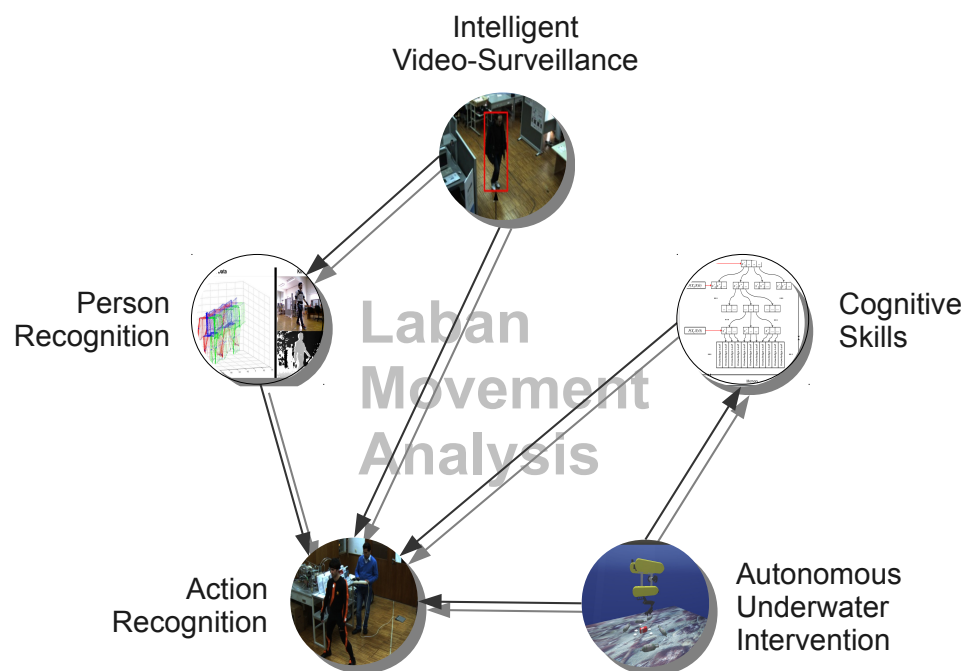 Intelligent
Video-Surveillance
Person
Recognition
Laban
Movement
Analysis
Cognitive
Skills
Action
Recognition
Autonomous
Underwater
Intervention